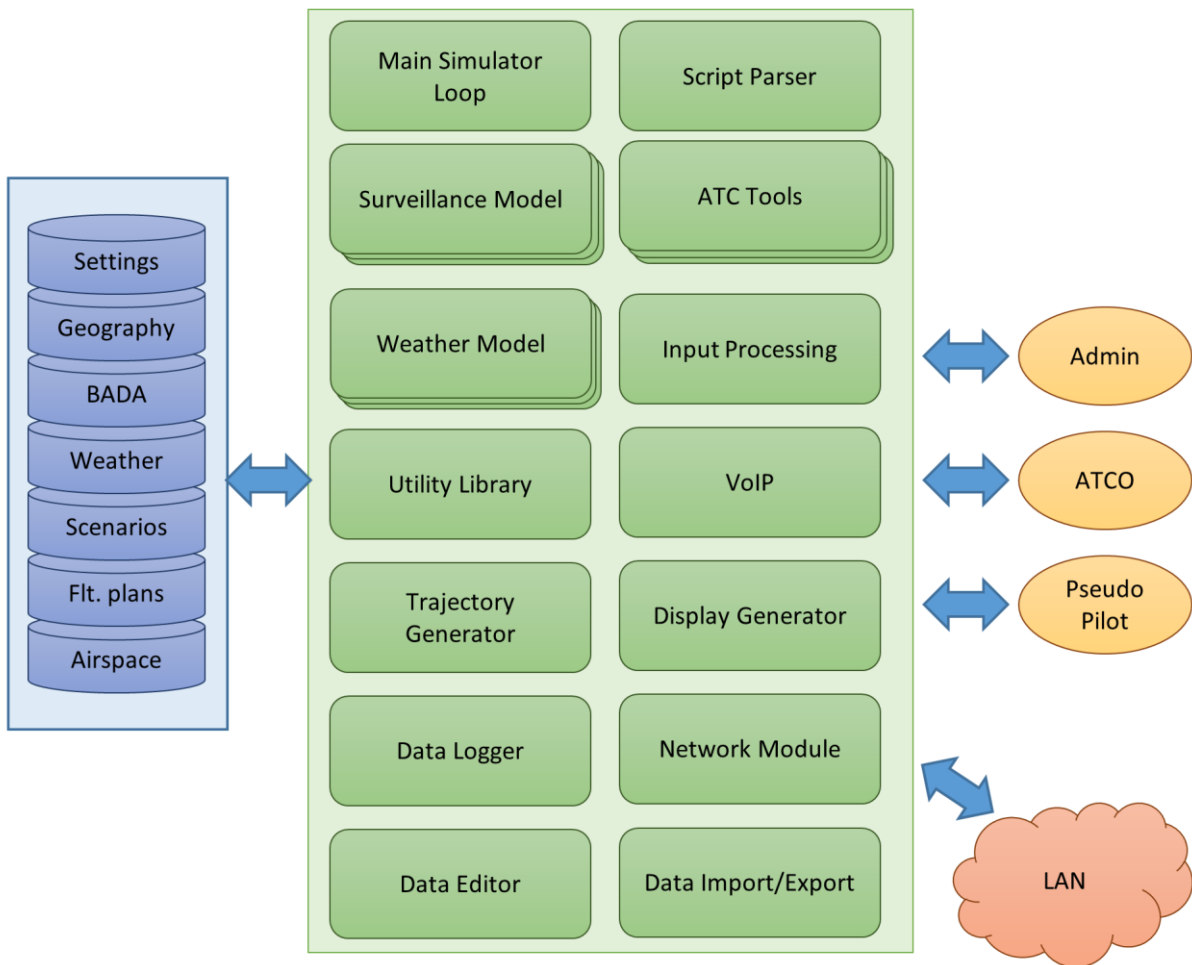 Settings
Geography
BADA
Weather
Scenarios
Flt. plans
Airspace
Main Simulator
Loop
Script Parser
Surveillance Model
ATC Tools
Weather Model
Input Processing
Utility Library
VoIP
Trajectory
Generator
Display Generator
Data Logger
Network Module
Data Editor
Data Import/Export
Admin
ATCO
Pseudo
Pilot
LAN